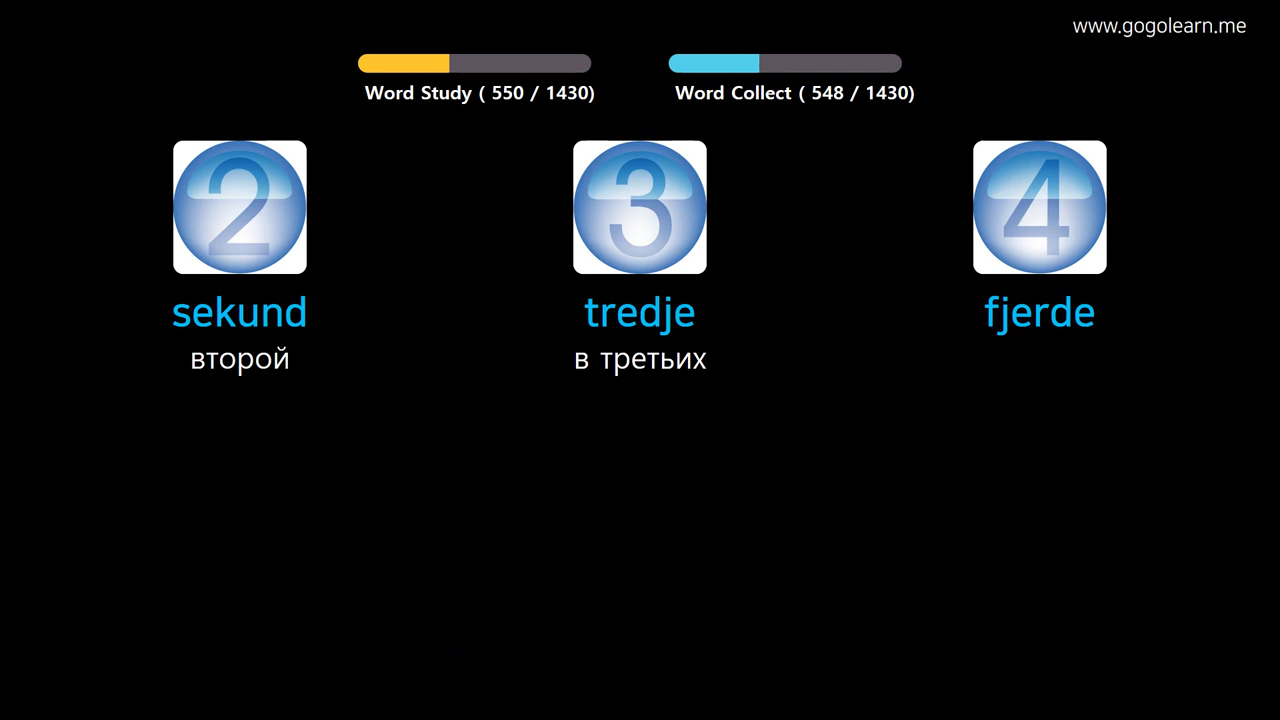 www.gogolearn.me
Word Study ( 550 / 1430)
Word Collect ( 548 / 1430)
2
3
4
sekund
tredje
fjerde
второй
в третьих